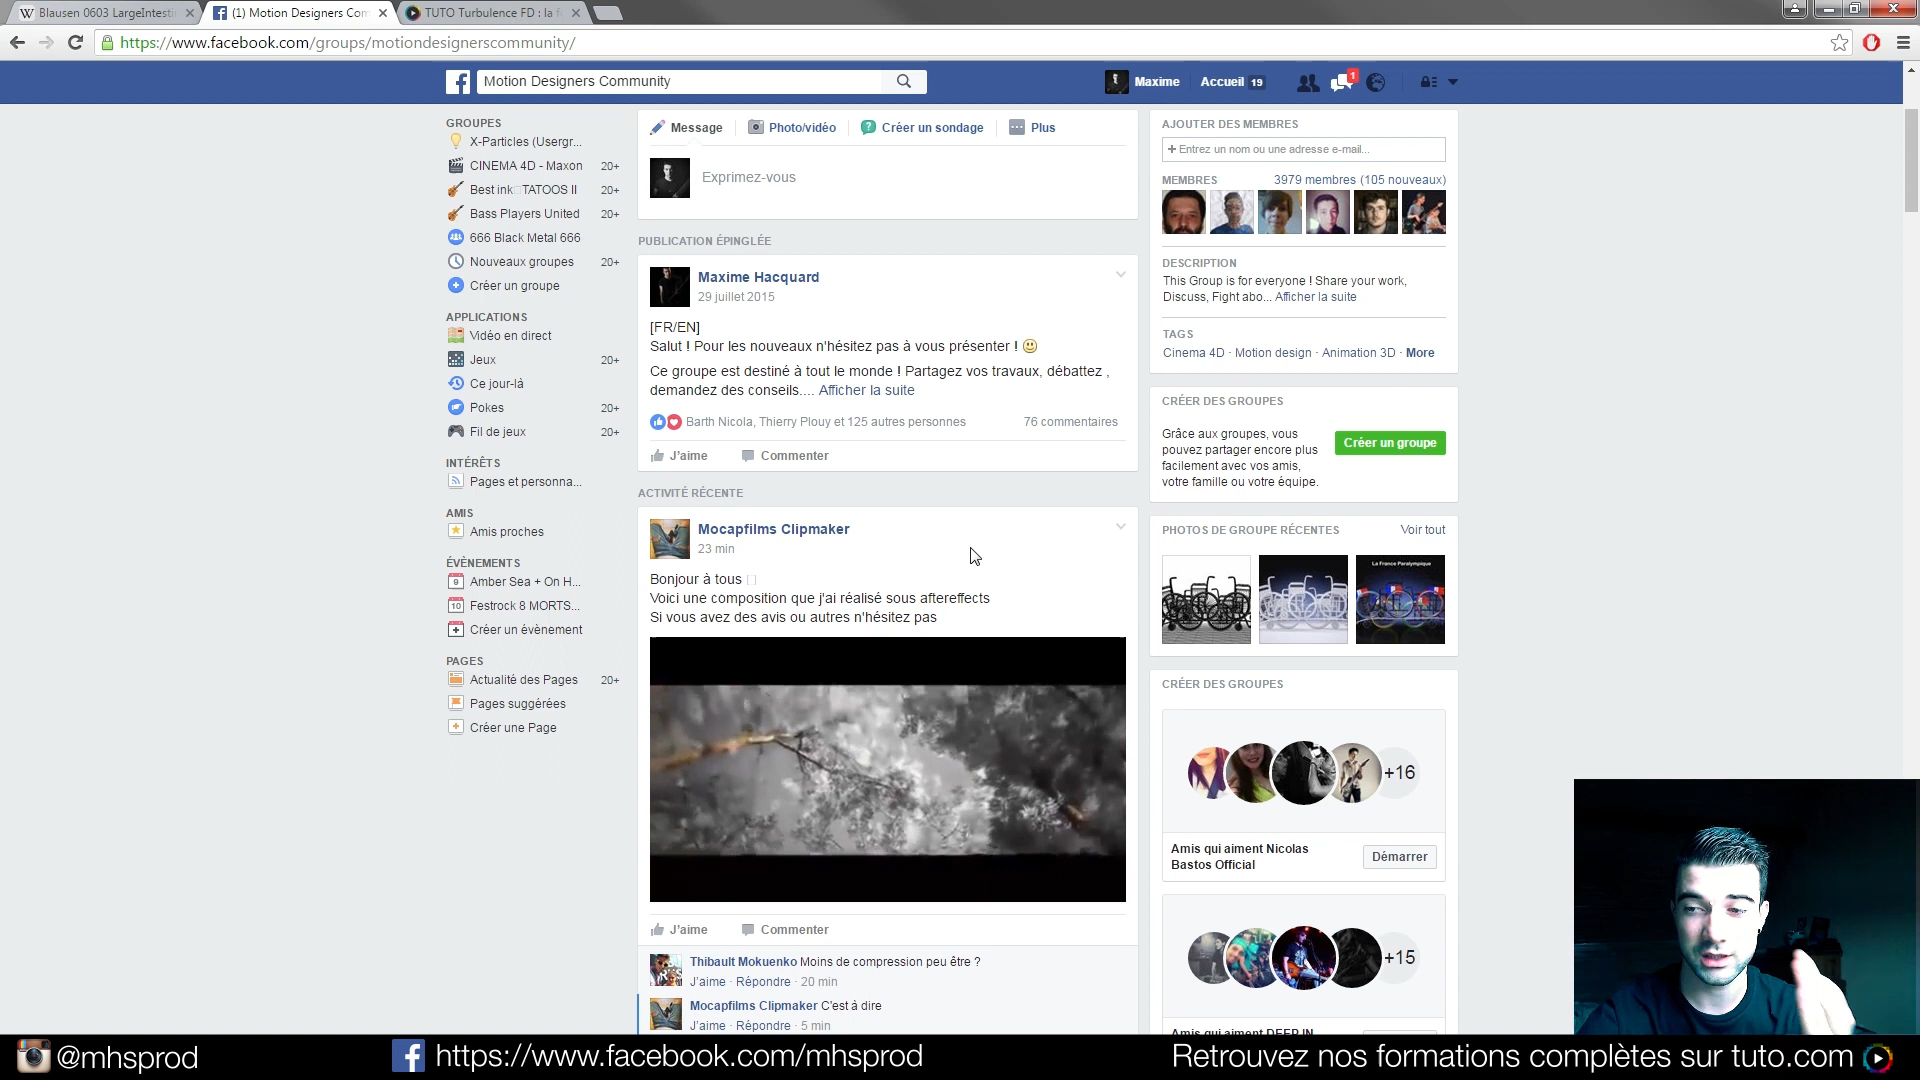 Blausen 0603 LargeIntesti
(1) Motion Designers Com
TUTO Turbulence FD : la f
https://www.facebook.com/groups/motiondesignerscommunity/
Motion Designers Community
Maxime
Accueil 19
1
GROUPES
X-Particles (Usergr...
CINEMA 4D - Maxon 20+
Best ink□TATOOS II 20+
Bass Players United 20+
666 Black Metal 666
Nouveaux groupes 20+
Créer un groupe
APPLICATIONS
Vidéo en direct
Jeux 20+
Ce jour-là
Pokes 20+
Fil de jeux 20+
INTÉRÊTS
Pages et personna...
AMIS
Amis proches
ÉVÈNEMENTS
9 Amber Sea + On H...
10 Festrock 8 MORTS...
Créer un évènement
PAGES
Actualité des Pages 20+
Pages suggérées
Créer une Page
Message
Photo/vidéo
Créer un sondage
Plus
Exprimez-vous
PUBLICATION ÉPINGLÉE
Maxime Hacquard
29 juillet 2015
[FR/EN]
Salut ! Pour les nouveaux n'hésitez pas à vous présenter !
Ce groupe est destiné à tout le monde ! Partagez vos travaux, débattez ,
demandez des conseils.... Afficher la suite
Barth Nicola, Thierry Plouy et 125 autres personnes
76 commentaires
J'aime
Commenter
ACTIVITÉ RÉCENTE
Mocapfilms Clipmaker
23 min
Bonjour à tous □
Voici une composition que j'ai réalisé sous aftereffects
Si vous avez des avis ou autres n'hésitez pas
J'aime
Commenter
Thibault Mokuenko Moins de compression peu être ?
J'aime · Répondre · 20 min
Mocapfilms Clipmaker C'est à dire
J'aime · Répondre · 5 min
AJOUTER DES MEMBRES
+ Entrez un nom ou une adresse e-mail...
MEMBRES
3979 membres (105 nouveaux)
DESCRIPTION
This Group is for everyone ! Share your work,
Discuss, Fight abo... Afficher la suite
TAGS
Cinema 4D · Motion design · Animation 3D · More
CRÉER DES GROUPES
Grâce aux groupes, vous
pouvez partager encore plus
facilement avec vos amis,
votre famille ou votre équipe.
Créer un groupe
PHOTOS DE GROUPE RÉCENTES
Voir tout
La France Paralympique
CRÉER DES GROUPES
+16
Amis qui aiment Nicolas
Bastos Official
Démarrer
+15
Amis qui aiment DEEP IN
@mhsprod
https://www.facebook.com/mhsprod
Retrouvez nos formations complètes sur tuto.com